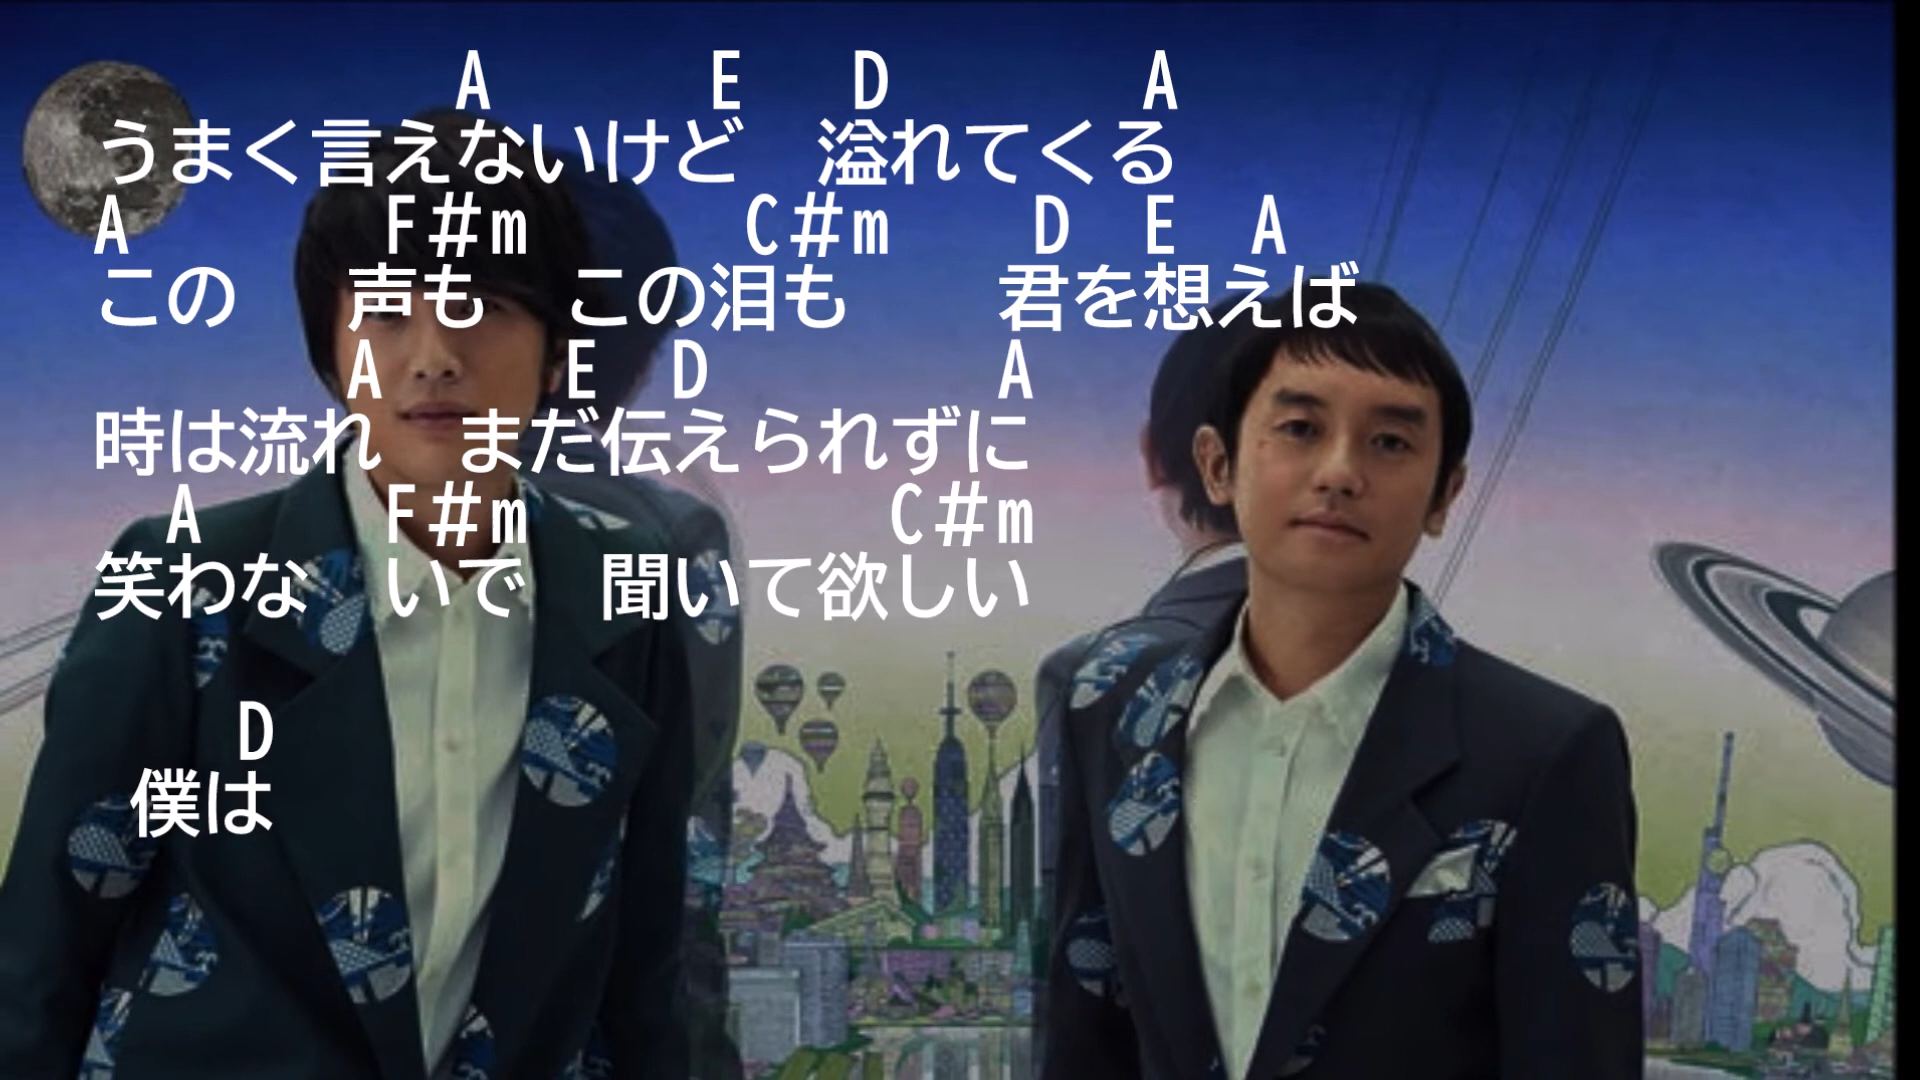 A E D A
うまく言えないけど 溢れてくる
A F#m C#m D E A
この 声も この泪も 君を想えば
A E D A
時は流れ まだ伝えられずに
A F#m C#m
笑わな いで 聞いて欲しい
D
僕は